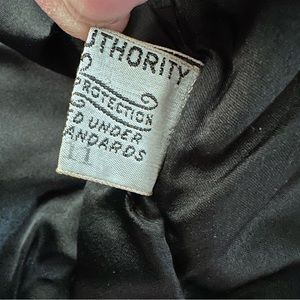 UTHORITY
PROTECTION
D UNDER
ANDARDS